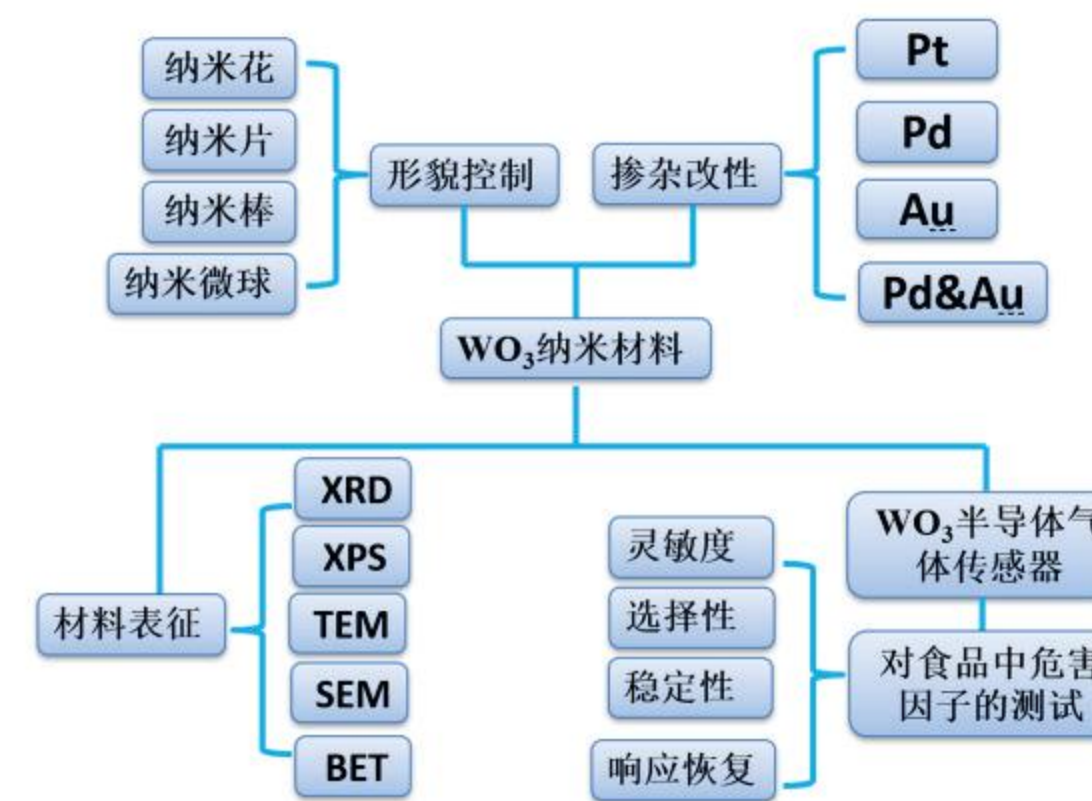 纳米花
纳米片
纳米棒
纳米微球
形貌控制
掺杂改性
Pt
Pd
Au
Pd&Au
WO₃纳米材料
材料表征
XRD
XPS
TEM
SEM
BET
灵敏度
选择性
稳定性
响应恢复
WO₃半导体气
体传感器
对食品中危害
因子的测试